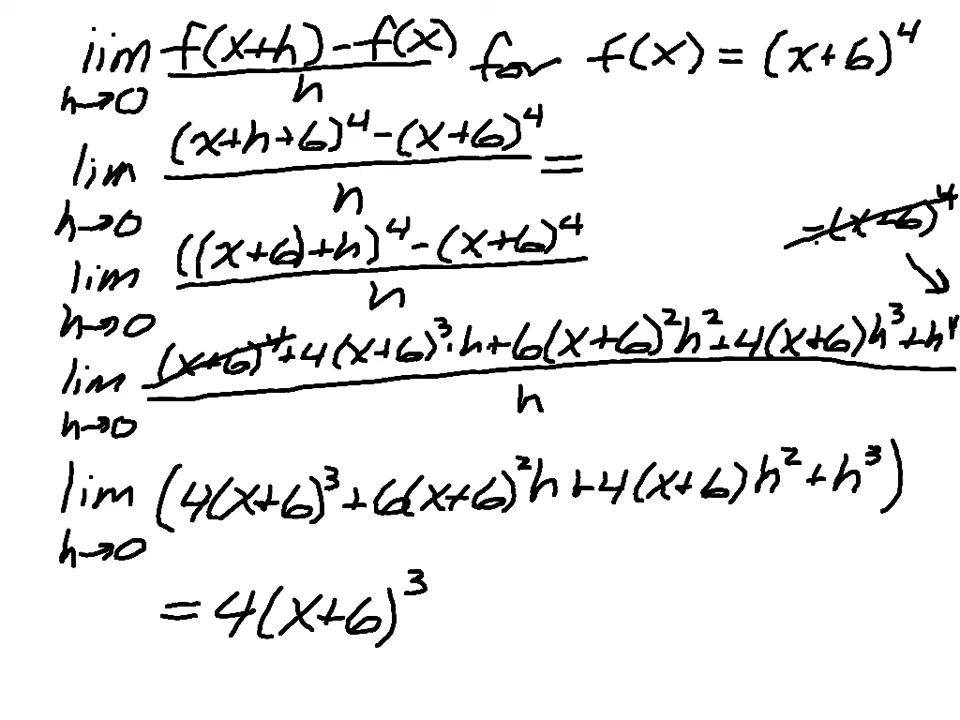 lim f(x+h) - f(x) / h for f(x) = (x+6)^4
h→0
lim (x+h+6)^4 - (x+6)^4 / h =
h→0
lim ((x+6)+h)^4 - (x+6)^4 / h
h→0
- (x+6)^4
lim (x+6)^4 + 4(x+6)^3·h + 6(x+6)^2h^2 + 4(x+6)h^3 + h^4 / h
h→0
lim (4(x+6)^3 + 6(x+6)^2h + 4(x+6)h^2 + h^3)
h→0
= 4(x+6)^3